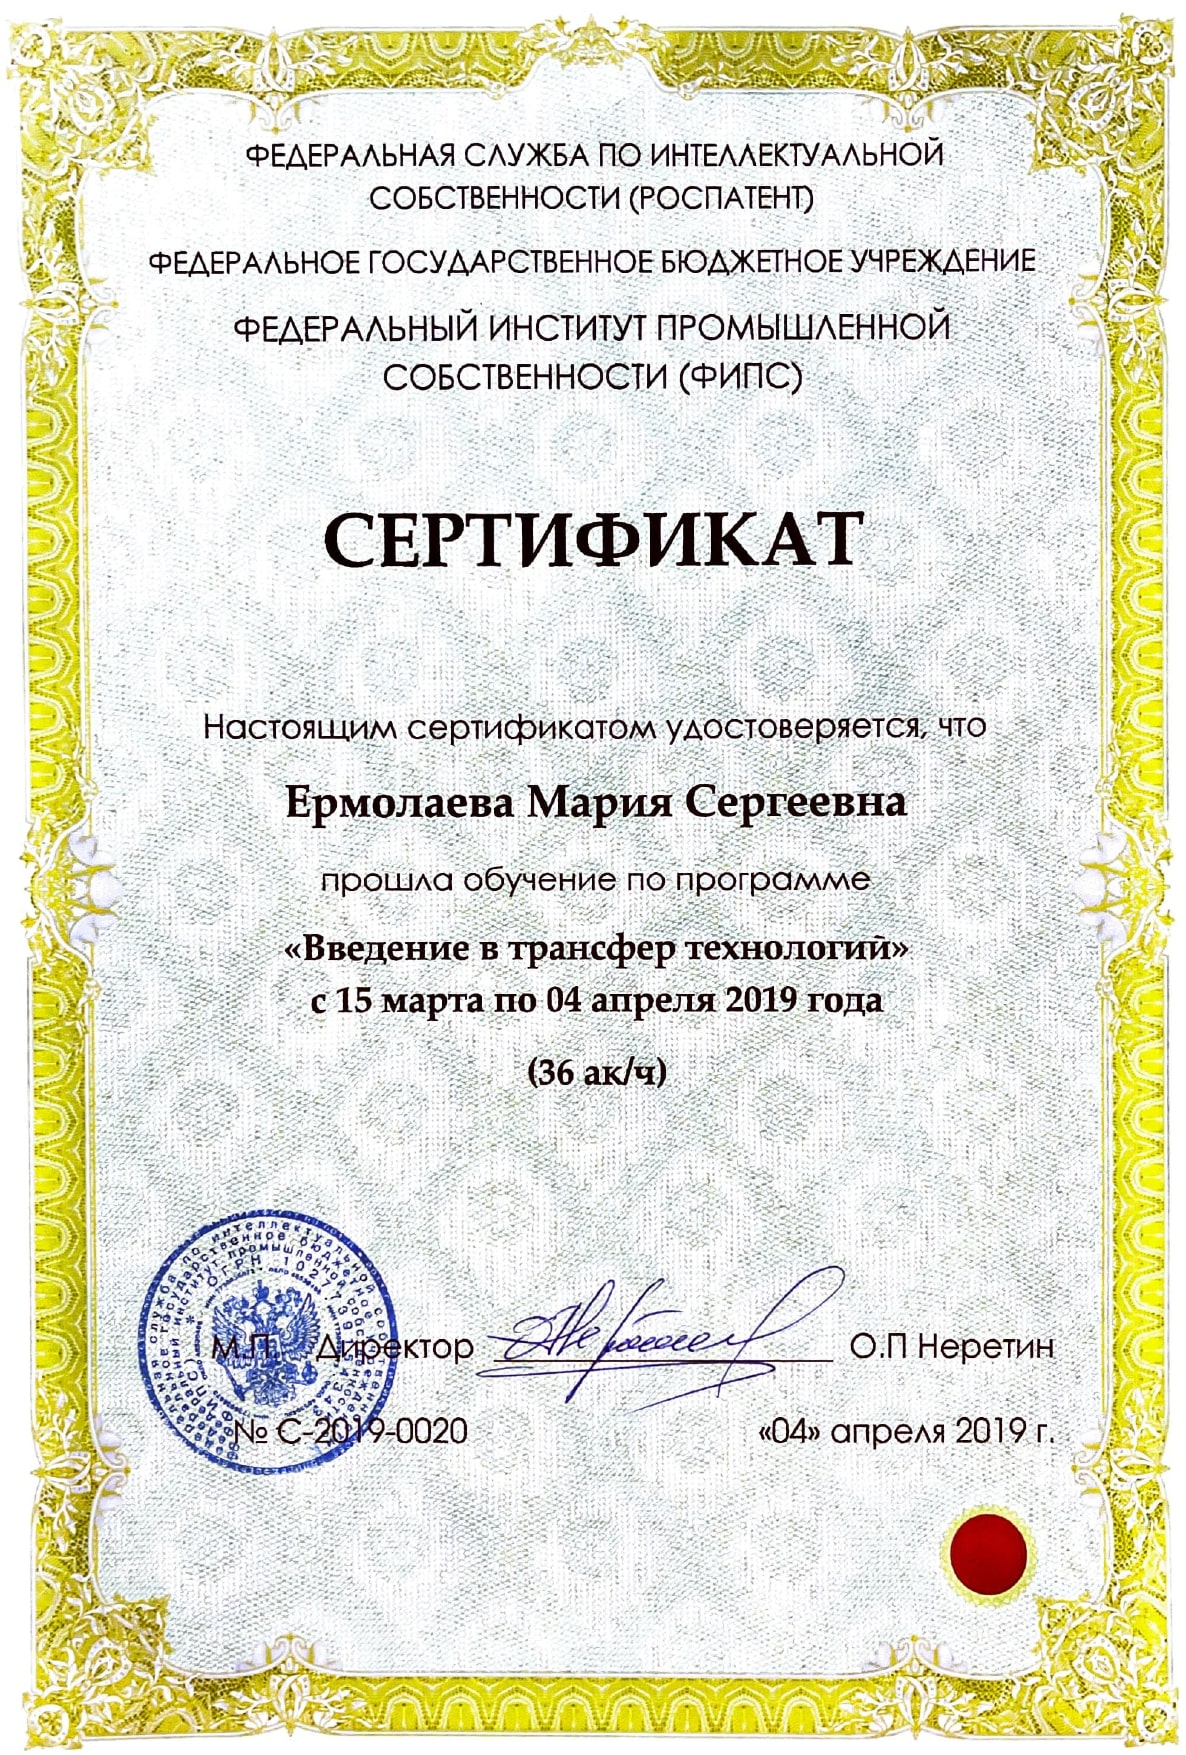 ФЕДЕРАЛЬНАЯ СЛУЖБА ПО ИНТЕЛЛЕКТУАЛЬНОЙ
СОБСТВЕННОСТИ (РОСПАТЕНТ)
ФЕДЕРАЛЬНОЕ ГОСУДАРСТВЕННОЕ БЮДЖЕТНОЕ УЧРЕЖДЕНИЕ
ФЕДЕРАЛЬНЫЙ ИНСТИТУТ ПРОМЫШЛЕННОЙ
СОБСТВЕННОСТИ (ФИПС)
СЕРТИФИКАТ
Настоящим сертификатом удостоверяется, что
Ермолаева Мария Сергеевна
прошла обучение по программе
«Введение в трансфер технологий»
с 15 марта по 04 апреля 2019 года
(36 ак/ч)
М.П. Директор О.П Неретин
№ С-2019-0020 «04» апреля 2019 г.